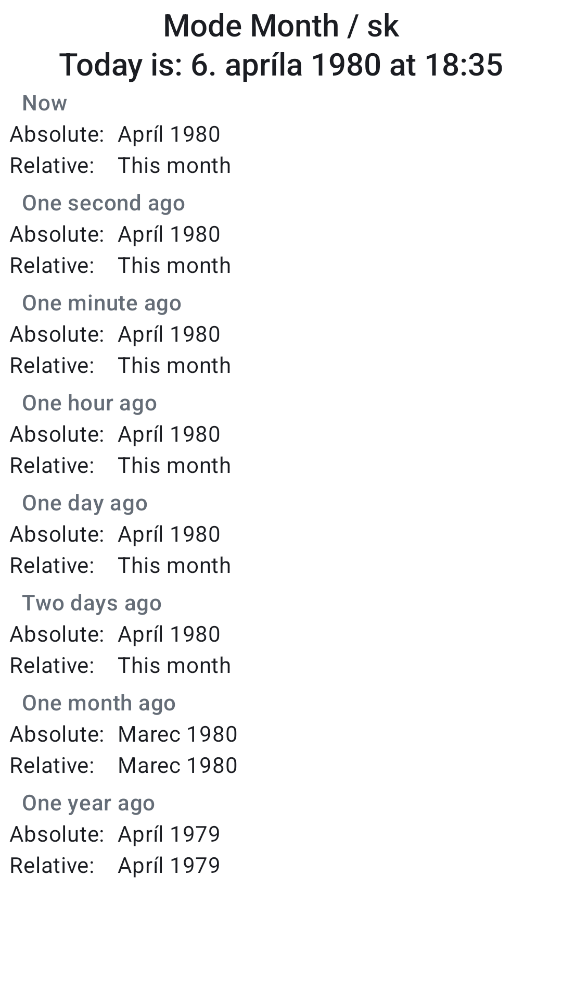 Mode Month / sk
Today is: 6. apríla 1980 at 18:35
Now
Absolute: Apríl 1980
Relative: This month
One second ago
Absolute: Apríl 1980
Relative: This month
One minute ago
Absolute: Apríl 1980
Relative: This month
One hour ago
Absolute: Apríl 1980
Relative: This month
One day ago
Absolute: Apríl 1980
Relative: This month
Two days ago
Absolute: Apríl 1980
Relative: This month
One month ago
Absolute: Marec 1980
Relative: Marec 1980
One year ago
Absolute: Apríl 1979
Relative: Apríl 1979